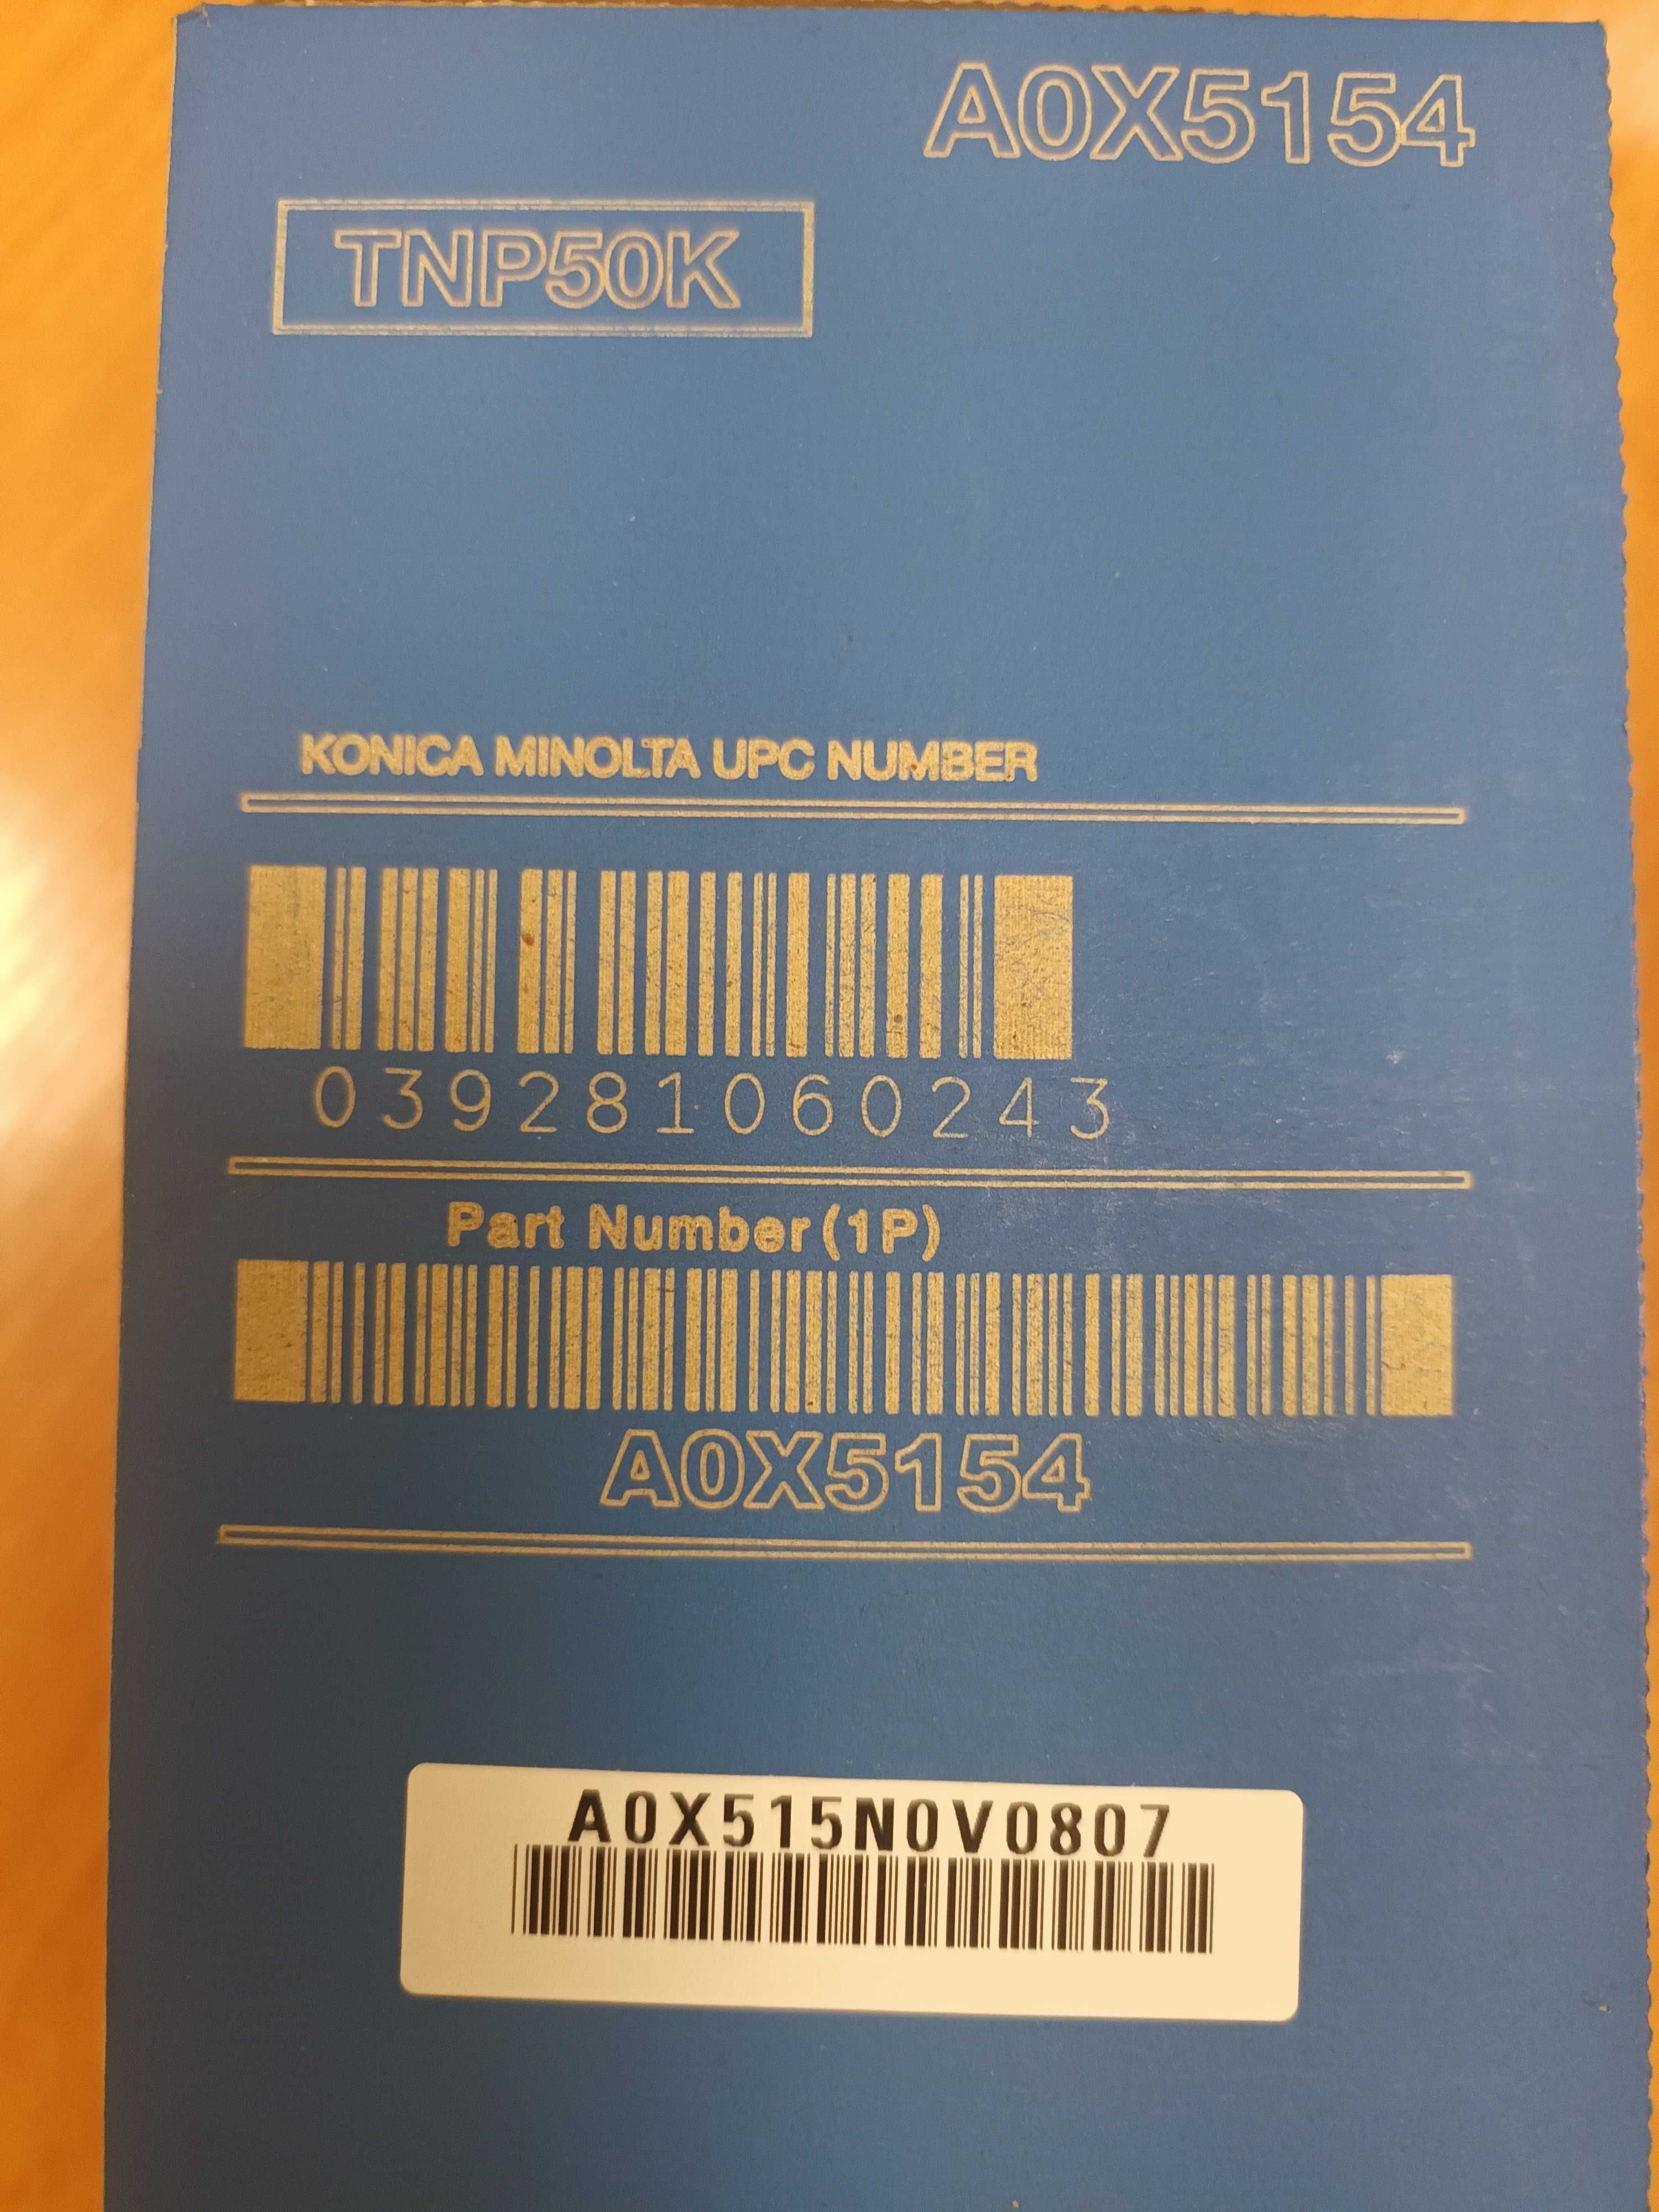 A0X5154
TNP50K
KONICA MINOLTA UPC NUMBER
039281060243
Part Number(1P)
A0X5154
A0X515N0V0807